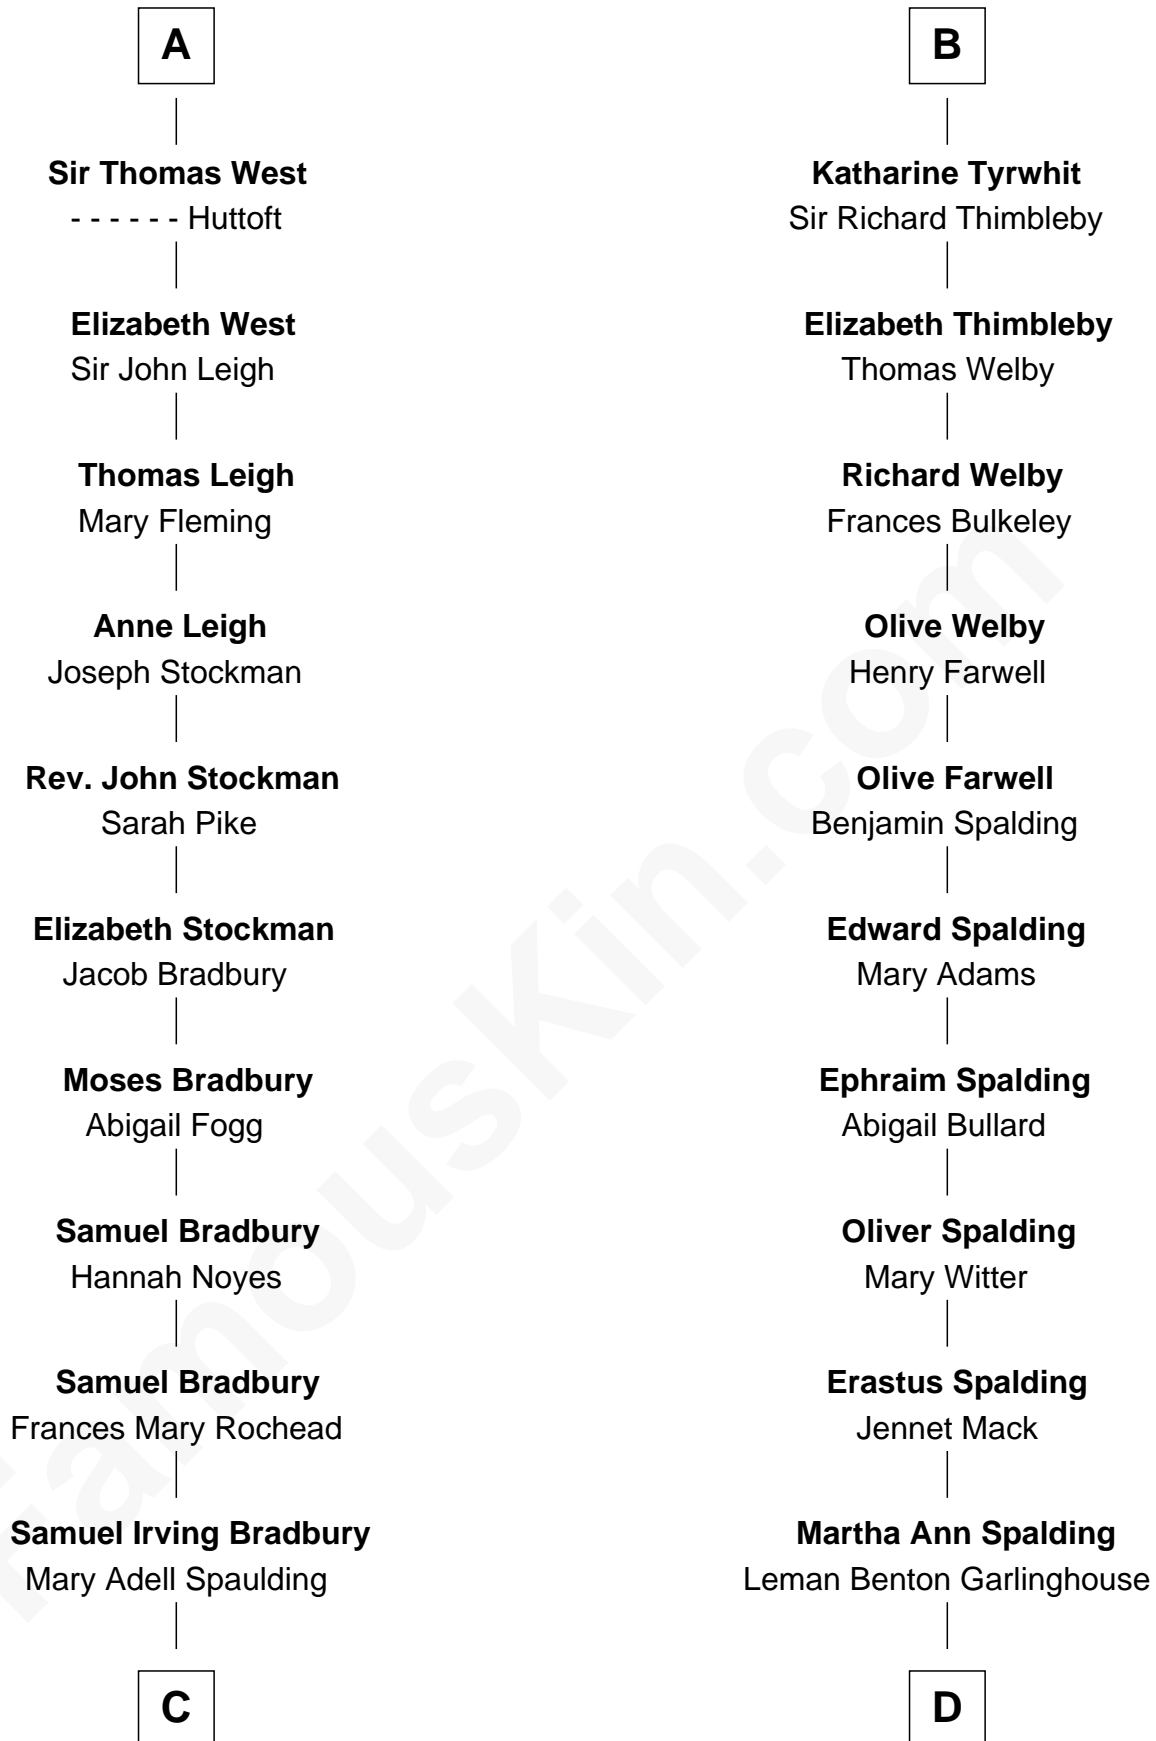 A
Sir Thomas West
- - - - - - Huttoft
Elizabeth West
Sir John Leigh
Thomas Leigh
Mary Fleming
Anne Leigh
Joseph Stockman
Rev. John Stockman
Sarah Pike
Elizabeth Stockman
Jacob Bradbury
Moses Bradbury
Abigail Fogg
Samuel Bradbury
Hannah Noyes
Samuel Bradbury
Frances Mary Rochead
Samuel Irving Bradbury
Mary Adell Spaulding
C
B
Katharine Tyrwhit
Sir Richard Thimbleby
Elizabeth Thimbleby
Thomas Welby
Richard Welby
Frances Bulkeley
Olive Welby
Henry Farwell
Olive Farwell
Benjamin Spalding
Edward Spalding
Mary Adams
Ephraim Spalding
Abigail Bullard
Oliver Spalding
Mary Witter
Erastus Spalding
Jennet Mack
Martha Ann Spalding
Leman Benton Garlinghouse
D
FamousKin.com